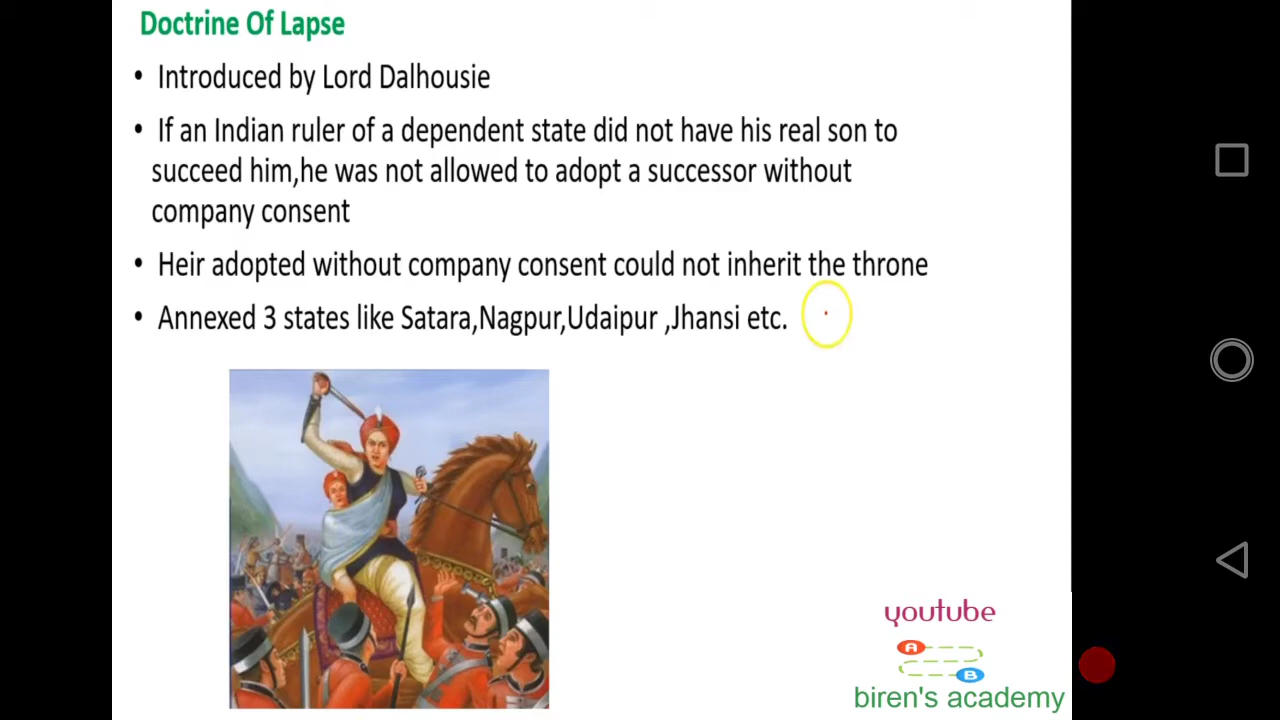 Doctrine Of Lapse
• Introduced by Lord Dalhousie
• If an Indian ruler of a dependent state did not have his real son to
succeed him,he was not allowed to adopt a successor without
company consent
• Heir adopted without company consent could not inherit the throne
• Annexed 3 states like Satara,Nagpur,Udaipur ,Jhansi etc.
youtube
A
B
biren's academy